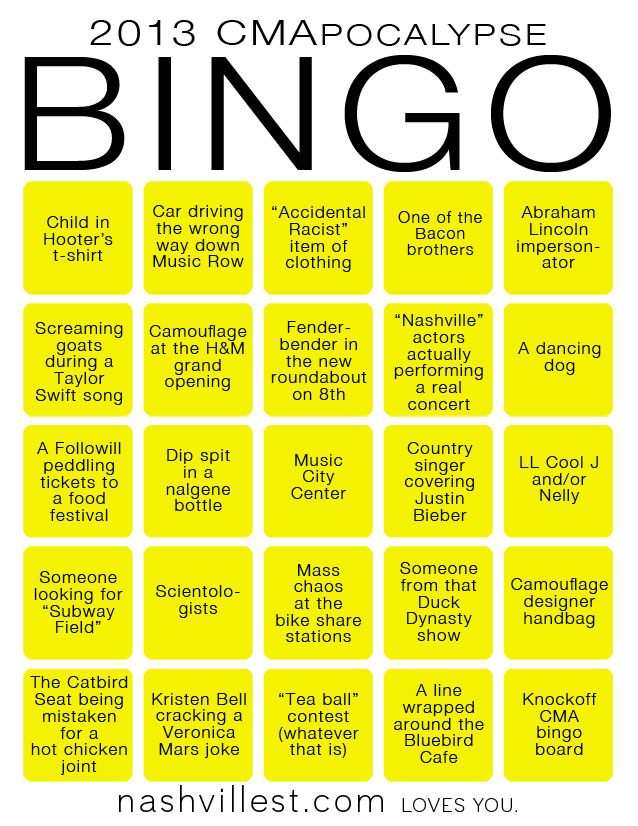 2013 CMAPOCALYPSE
BINGO
Child in
Hooter's
t-shirt
Car driving
the wrong
way down
Music Row
“Accidental
Racist”
item of
clothing
One of the
Bacon
brothers
Abraham
Lincoln
imperson-
ator
Screaming
goats
during a
Taylor
Swift song
Camouflage
at the H&M
grand
opening
Fender-
bender in
the new
roundabout
on 8th
“Nashville”
actors
actually
performing
a real
concert
A dancing
dog
A Followill
peddling
tickets to
a food
festival
Dip spit
in a
nalgene
bottle
Music
City
Center
Country
singer
covering
Justin
Bieber
LL Cool J
and/or
Nelly
Someone
looking for
“Subway
Field”
Scientolo-
gists
Mass
chaos
at the
bike share
stations
Someone
from that
Duck
Dynasty
show
Camouflage
designer
handbag
The Catbird
Seat being
mistaken
for a
hot chicken
joint
Kristen Bell
cracking a
Veronica
Mars joke
“Tea ball”
contest
(whatever
that is)
A line
wrapped
around the
Bluebird
Cafe
Knockoff
CMA
bingo
board
nashvillest.com LOVES YOU.